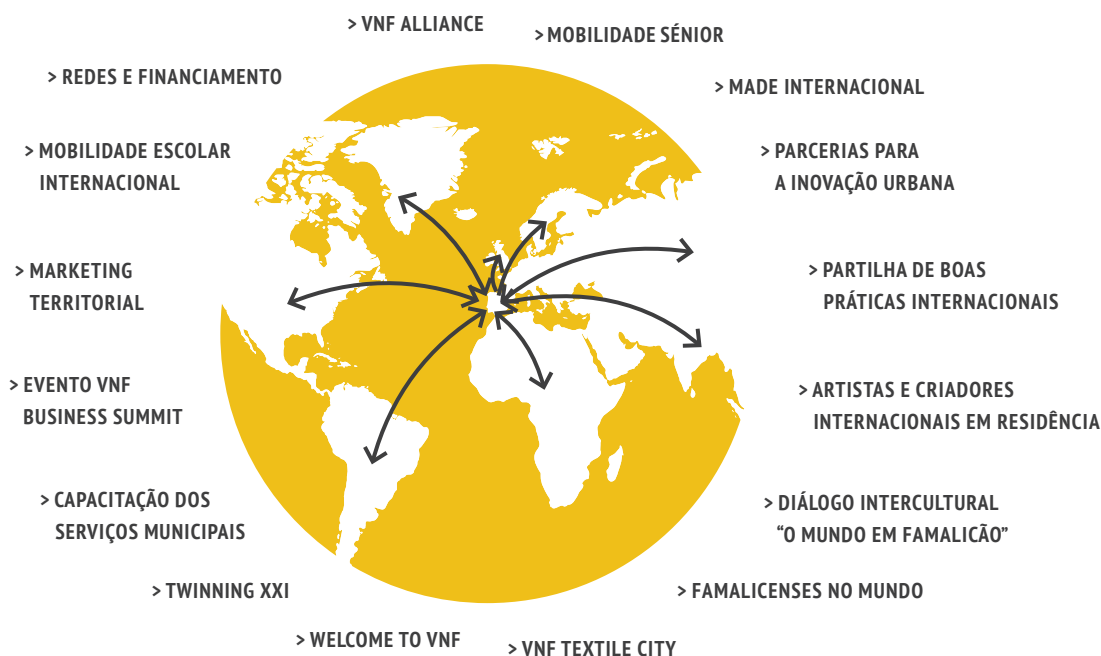 > VNF ALLIANCE
> MOBILIDADE SÉNIOR
> REDES E FINANCIAMENTO
> MADE INTERNACIONAL
> MOBILIDADE ESCOLAR
INTERNACIONAL
> PARCERIAS PARA
A INOVAÇÃO URBANA
> MARKETING
TERRITORIAL
> PARTILHA DE BOAS
PRÁTICAS INTERNACIONAIS
> EVENTO VNF
BUSINESS SUMMIT
> ARTISTAS E CRIADORES
INTERNACIONAIS EM RESIDÊNCIA
> CAPACITAÇÃO DOS
SERVIÇOS MUNICIPAIS
> DIÁLOGO INTERCULTURAL
“O MUNDO EM FAMALICÃO”
> TWINNING XXI
> FAMALICENSES NO MUNDO
> WELCOME TO VNF
> VNF TEXTILE CITY